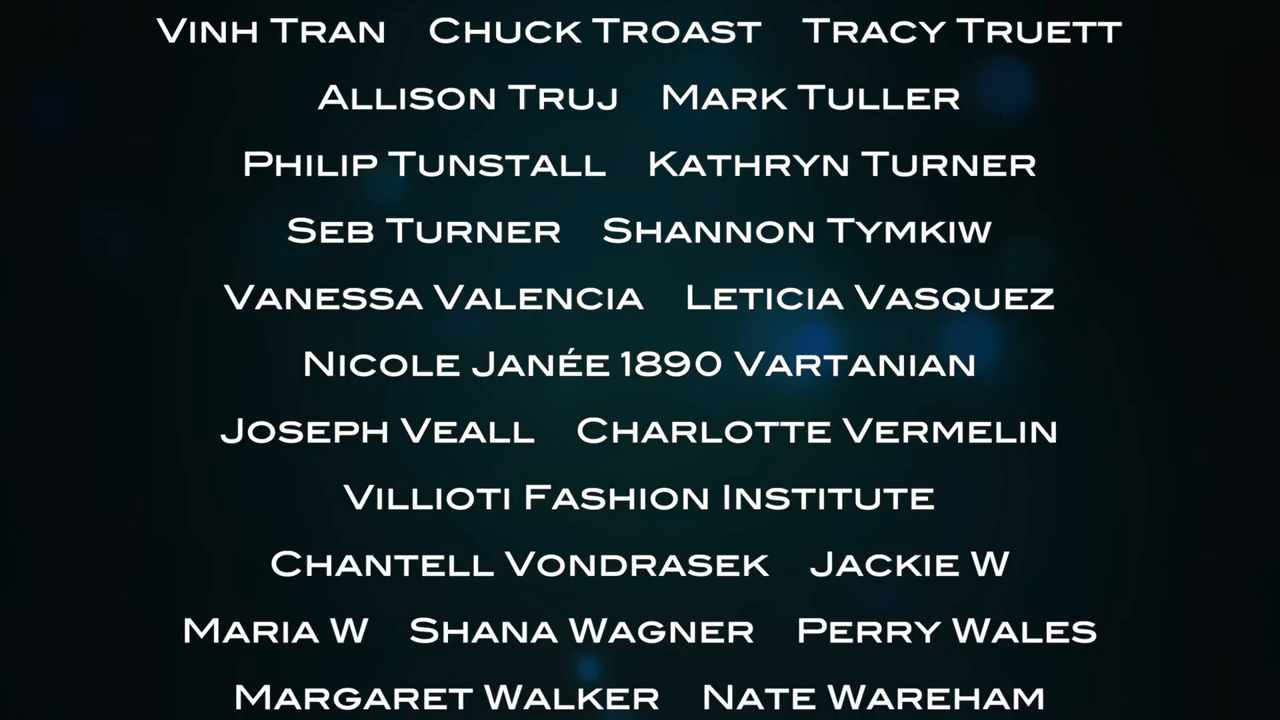 VINH TRAN CHUCK TROAST TRACY TRUETT
ALLISON TRUJ MARK TULLER
PHILIP TUNSTALL KATHRYN TURNER
SEB TURNER SHANNON TYMKIW
VANESSA VALENCIA LETICIA VASQUEZ
NICOLE JANÉE 1890 VARTANIAN
JOSEPH VEALL CHARLOTTE VERMELIN
VILLIOTI FASHION INSTITUTE
CHANTELL VONDRASEK JACKIE W
MARIA W SHANA WAGNER PERRY WALES
MARGARET WALKER NATE WAREHAM